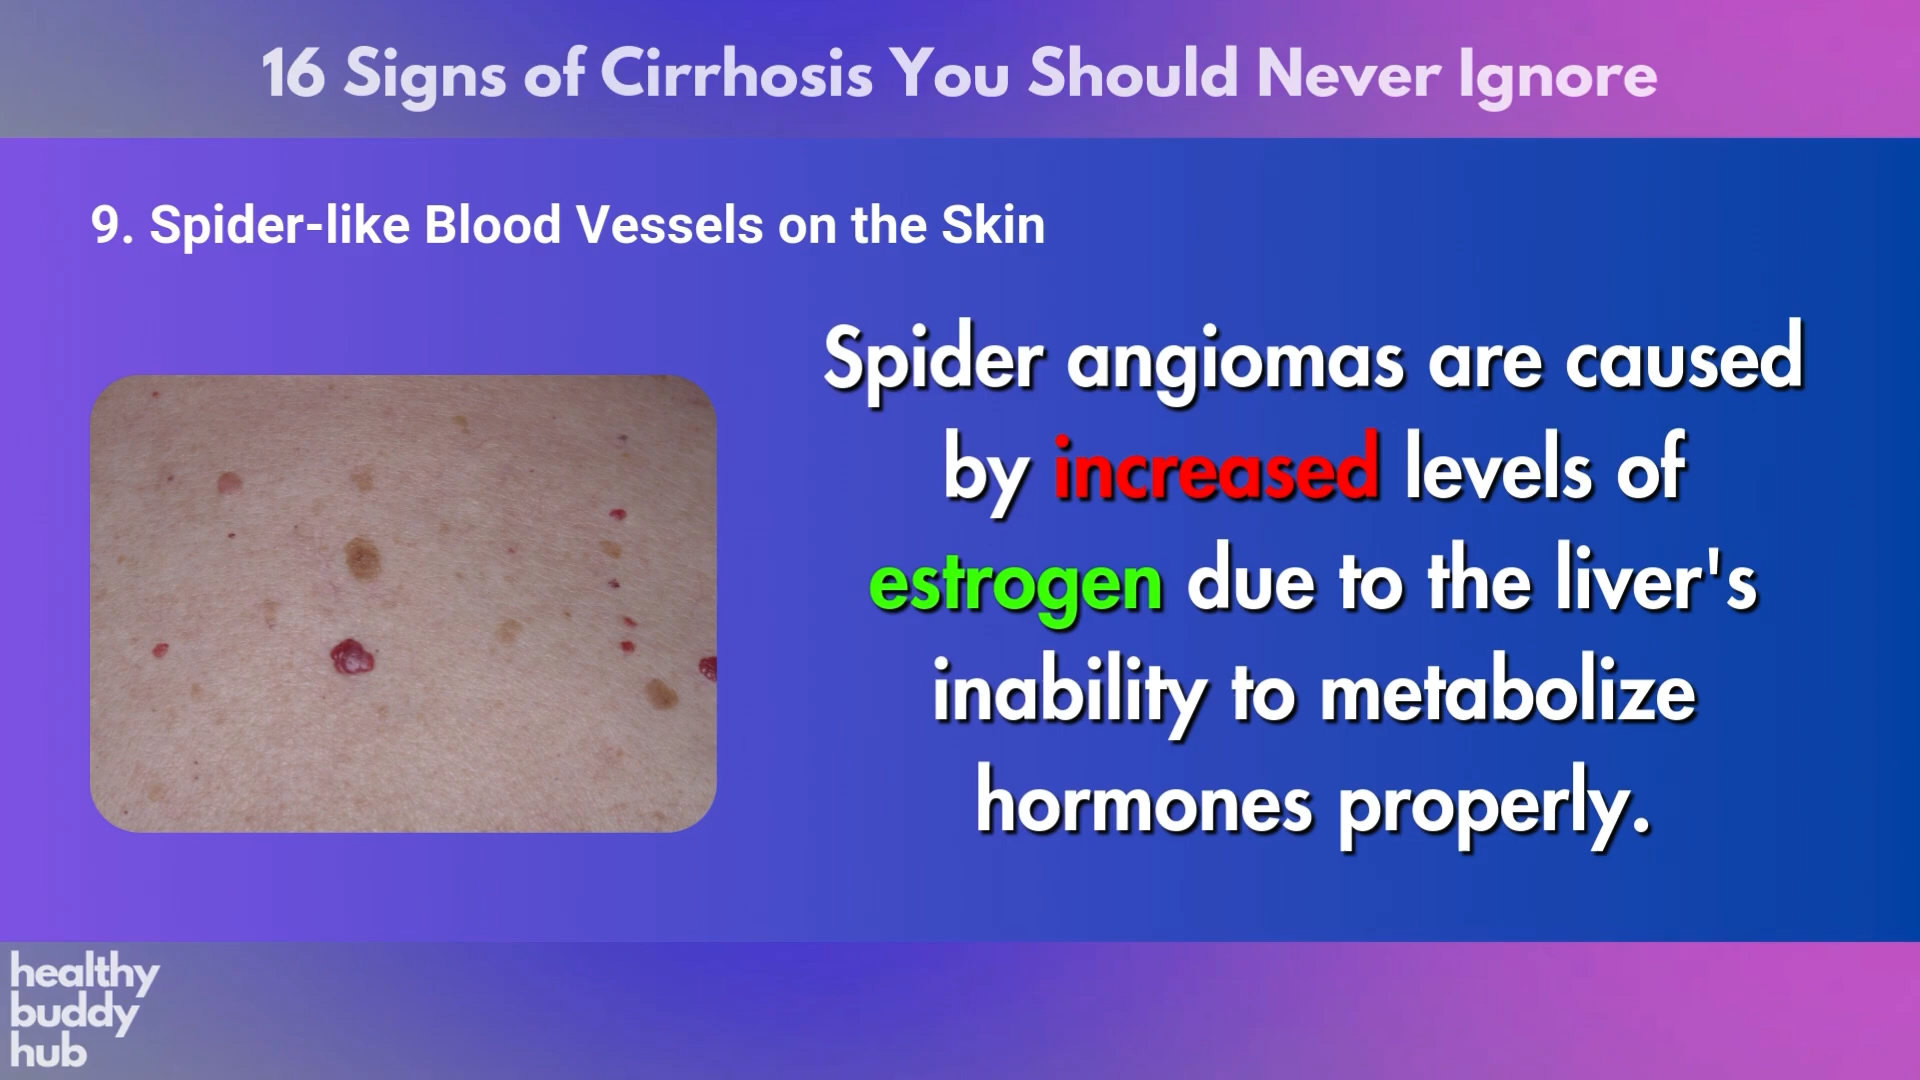 16 Signs of Cirrhosis You Should Never Ignore
9. Spider-like Blood Vessels on the Skin
Spider angiomas are caused
by increased levels of
estrogen due to the liver's
inability to metabolize
hormones properly.
healthy
buddy
hub